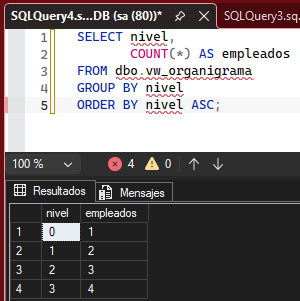 SQLQuery4.s...DB (sa (80))*
SQLQuery3.sq
1 SELECT nivel,
2 COUNT(*) AS empleados
3 FROM dbo.vw_organigrama
4 GROUP BY nivel
5 ORDER BY nivel ASC;
100 % 4 0
Resultados Mensajes
nivel empleados
1 0 1
2 1 2
3 2 3
4 3 4